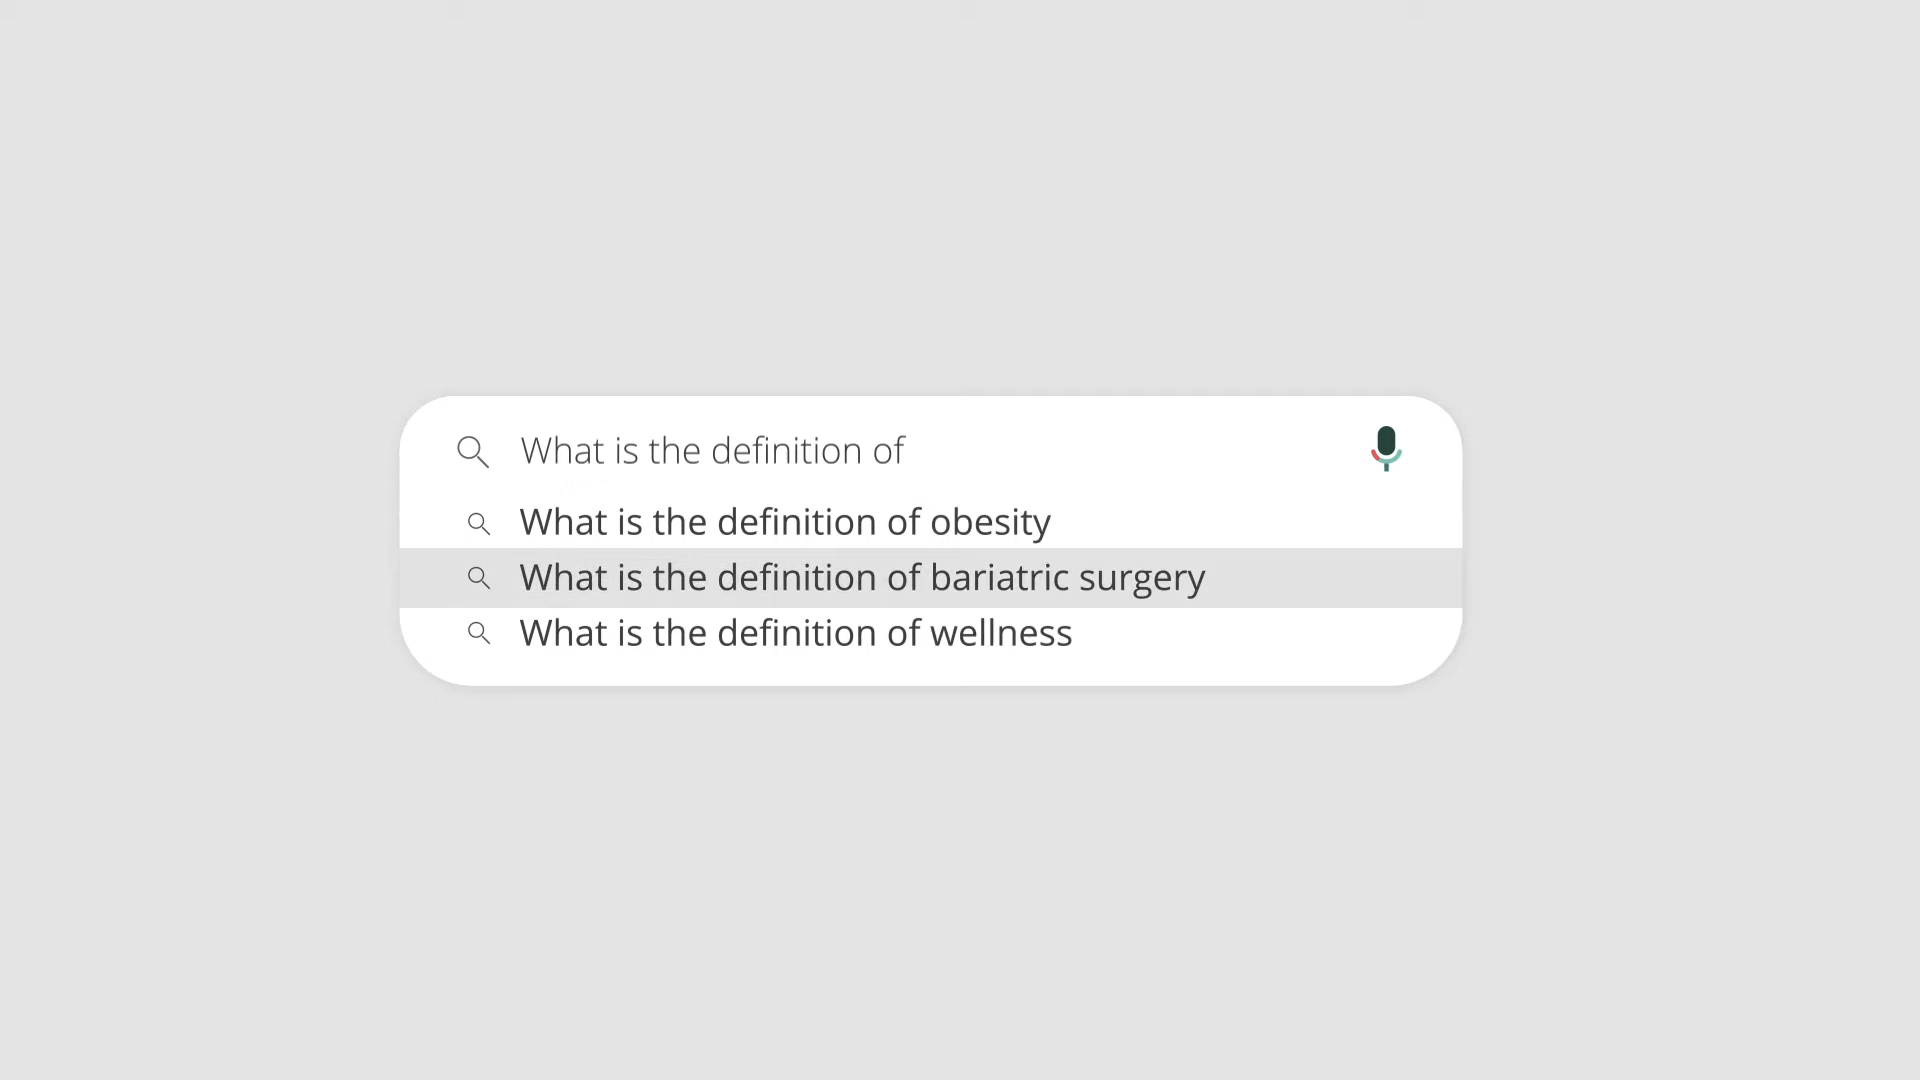 What is the definition of
What is the definition of obesity
What is the definition of bariatric surgery
What is the definition of wellness